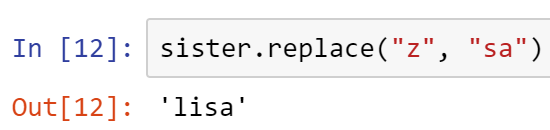 In [12]: sister.replace("z", "sa")
Out[12]: 'lisa'